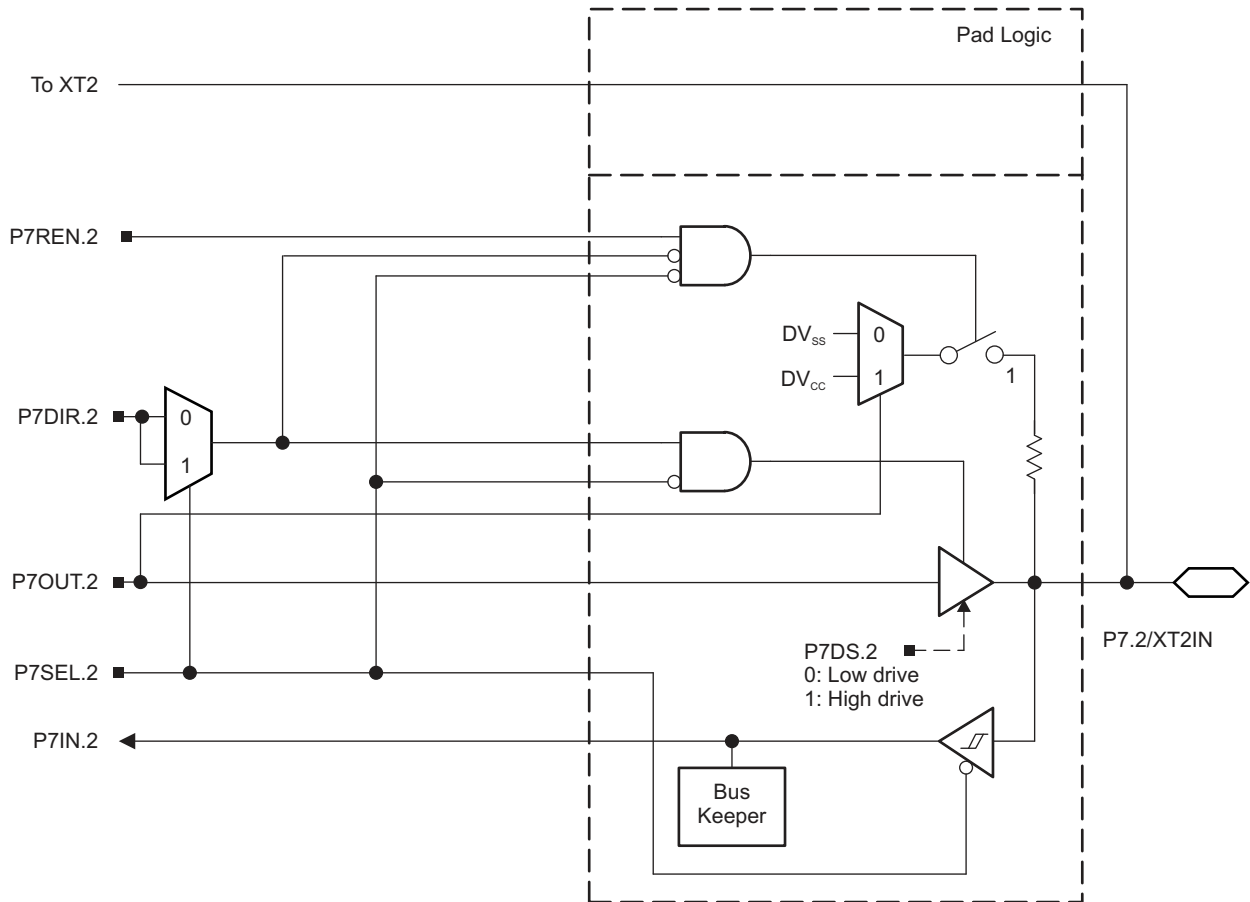 Pad Logic
To XT2
P7REN.2
DVSS
0
DVCC
1
1
P7DIR.2
0
1
P7OUT.2
P7DS.2
0: Low drive
1: High drive
P7.2/XT2IN
P7SEL.2
P7IN.2
Bus
Keeper